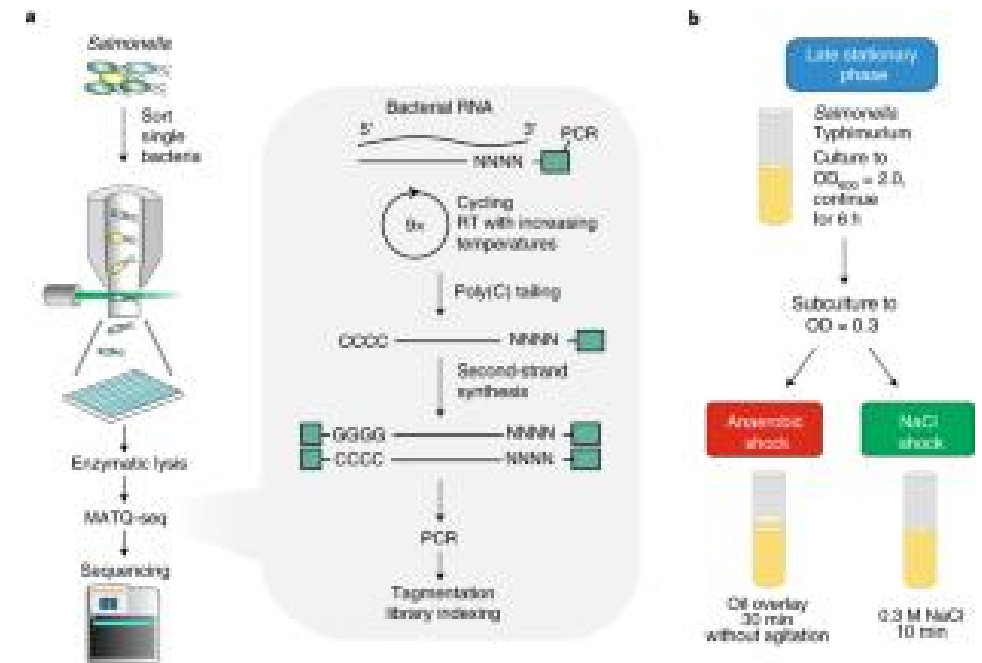 a
Salmonella
Sort
single
bacteria
Enzymatic lysis
MATQ-seq
Sequencing
Bacterial RNA
5' 3'
PCR
NNNN
Cycling
RT with increasing
temperatures
Poly(C) tailing
CCCC NNNN
Second-strand
synthesis
GGGG NNNN
CCCC NNNN
PCR
Tagmentation
library indexing
b
Late stationary
phase
Salmonella
Typhimurium
Culture to
OD600 = 2.0,
continue
for 6 h
Subculture to
OD = 0.3
Anaerobic
shock
NaCl
shock
Oil overlay
30 min
without agitation
0.3 M NaCl
10 min